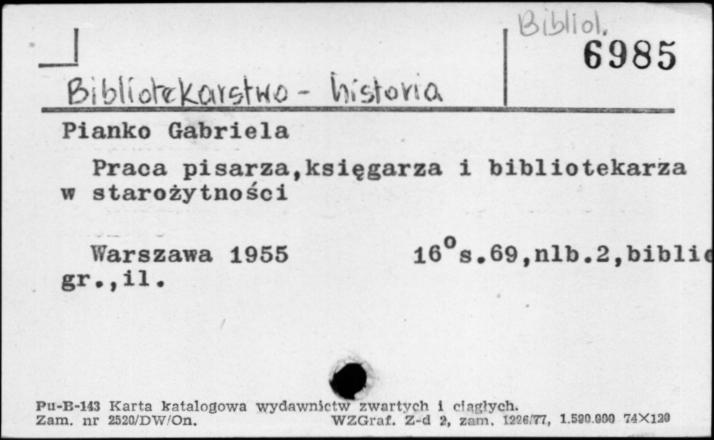 Bibliol.
6985
Bibliotekarstwo - historia
Pianko Gabriela
Praca pisarza,księgarza i bibliotekarza
w starożytności
Warszawa 1955 16° s.69,nlb.2,biblio
gr.,il.
Pu-B-143 Karta katalogowa wydawnictw zwartych i ciągłych.
Zam. nr 2520/DW/On. WZGraf. Z-d 2, zam. 1226/77, 1.500.000 74X120